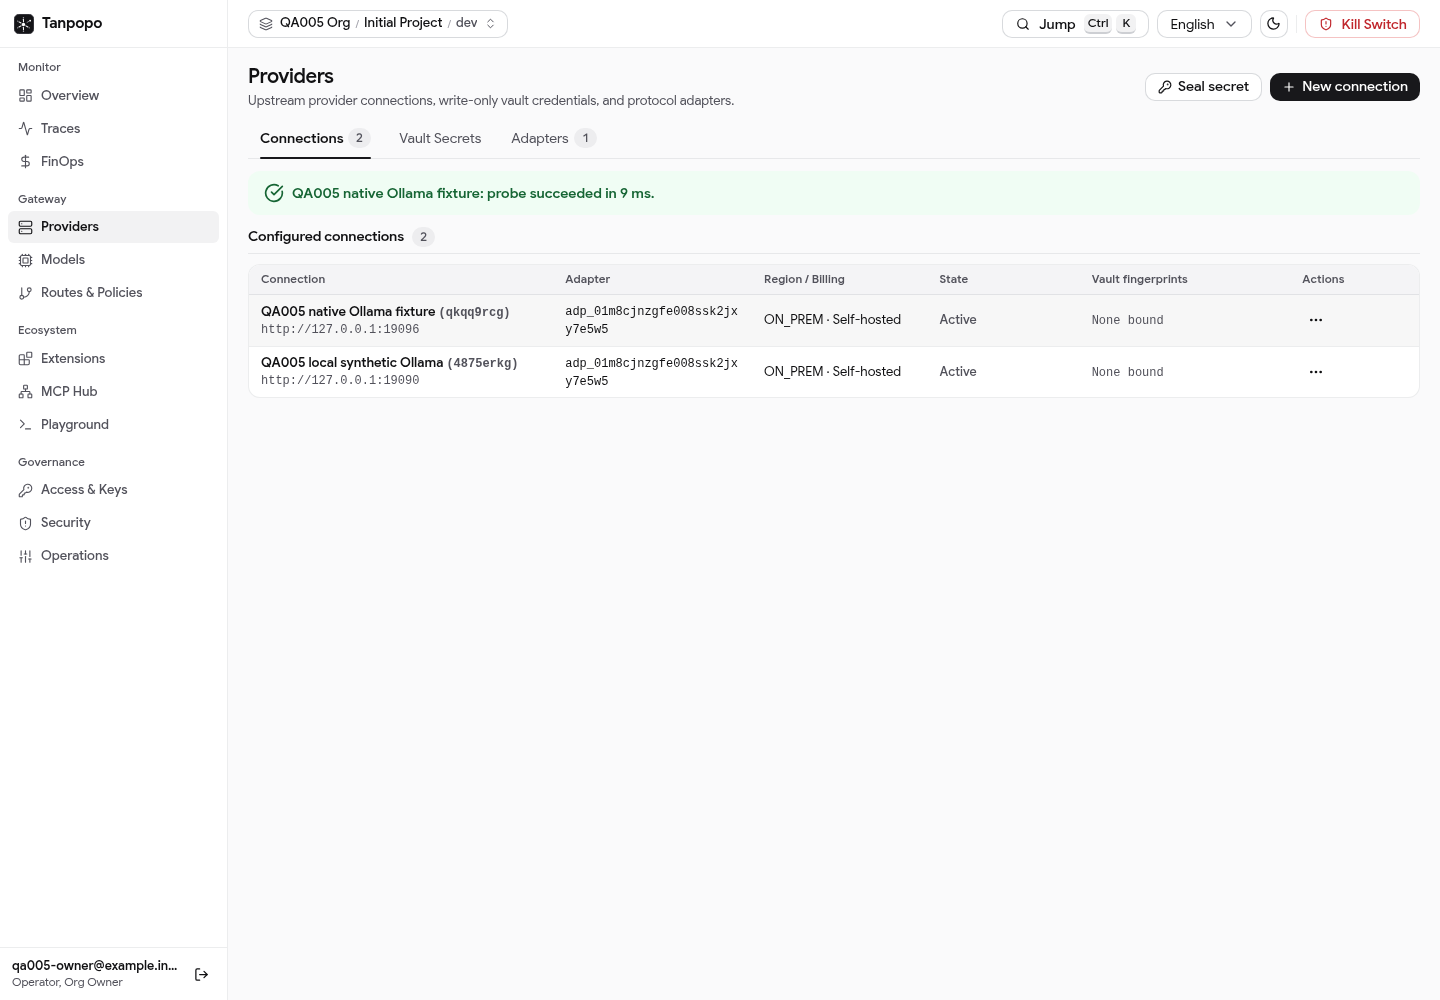 Tanpopo
QA005 Org / Initial Project / dev
Jump Ctrl K
English
Kill Switch
Monitor
Overview
Traces
FinOps
Gateway
Providers
Models
Routes & Policies
Ecosystem
Extensions
MCP Hub
Playground
Governance
Access & Keys
Security
Operations
qa005-owner@example.in...
Operator, Org Owner
Providers
Upstream provider connections, write-only vault credentials, and protocol adapters.
Seal secret
New connection
Connections 2
Vault Secrets
Adapters 1
QA005 native Ollama fixture: probe succeeded in 9 ms.
Configured connections 2
Connection Adapter Region / Billing State Vault fingerprints Actions
QA005 native Ollama fixture (qkqq9rcg)
http://127.0.0.1:19096
adp_01m8cjnzgfe008ssk2jx
y7e5w5
ON_PREM · Self-hosted
Active
None bound
QA005 local synthetic Ollama (4875erkg)
http://127.0.0.1:19090
adp_01m8cjnzgfe008ssk2jx
y7e5w5
ON_PREM · Self-hosted
Active
None bound